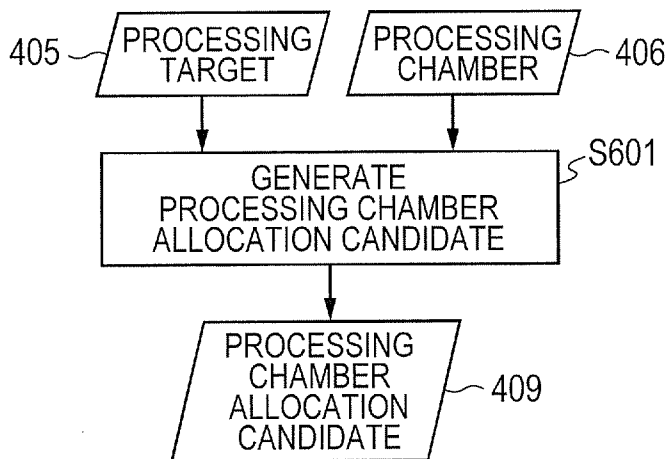 405
PROCESSING
TARGET
PROCESSING
CHAMBER
406
S601
GENERATE
PROCESSING CHAMBER
ALLOCATION CANDIDATE
PROCESSING
CHAMBER
ALLOCATION
CANDIDATE
409